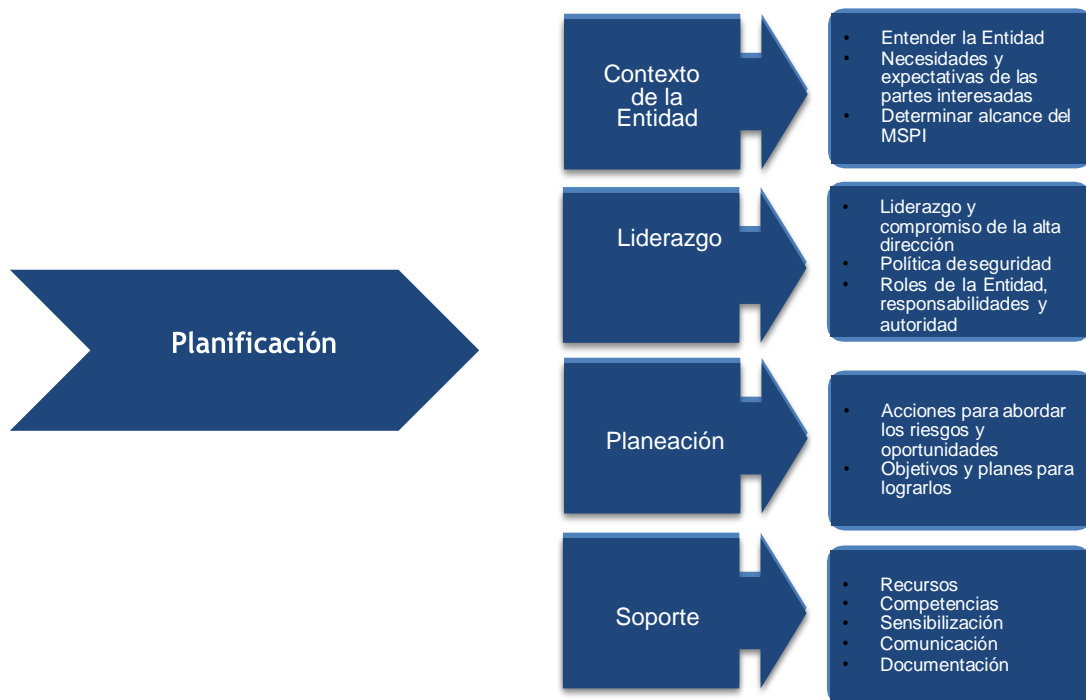 Planificación
Contexto
de la
Entidad
• Entender la Entidad
• Necesidades y
expectativas de las
partes interesadas
• Determinar alcance del
MSPI
Liderazgo
• Liderazgo y
compromiso de la alta
dirección
• Política de seguridad
• Roles de la Entidad,
responsabilidades y
autoridad
Planeación
• Acciones para abordar
los riesgos y
oportunidades
• Objetivos y planes para
lograrlos
Soporte
• Recursos
• Competencias
• Sensibilización
• Comunicación
• Documentación